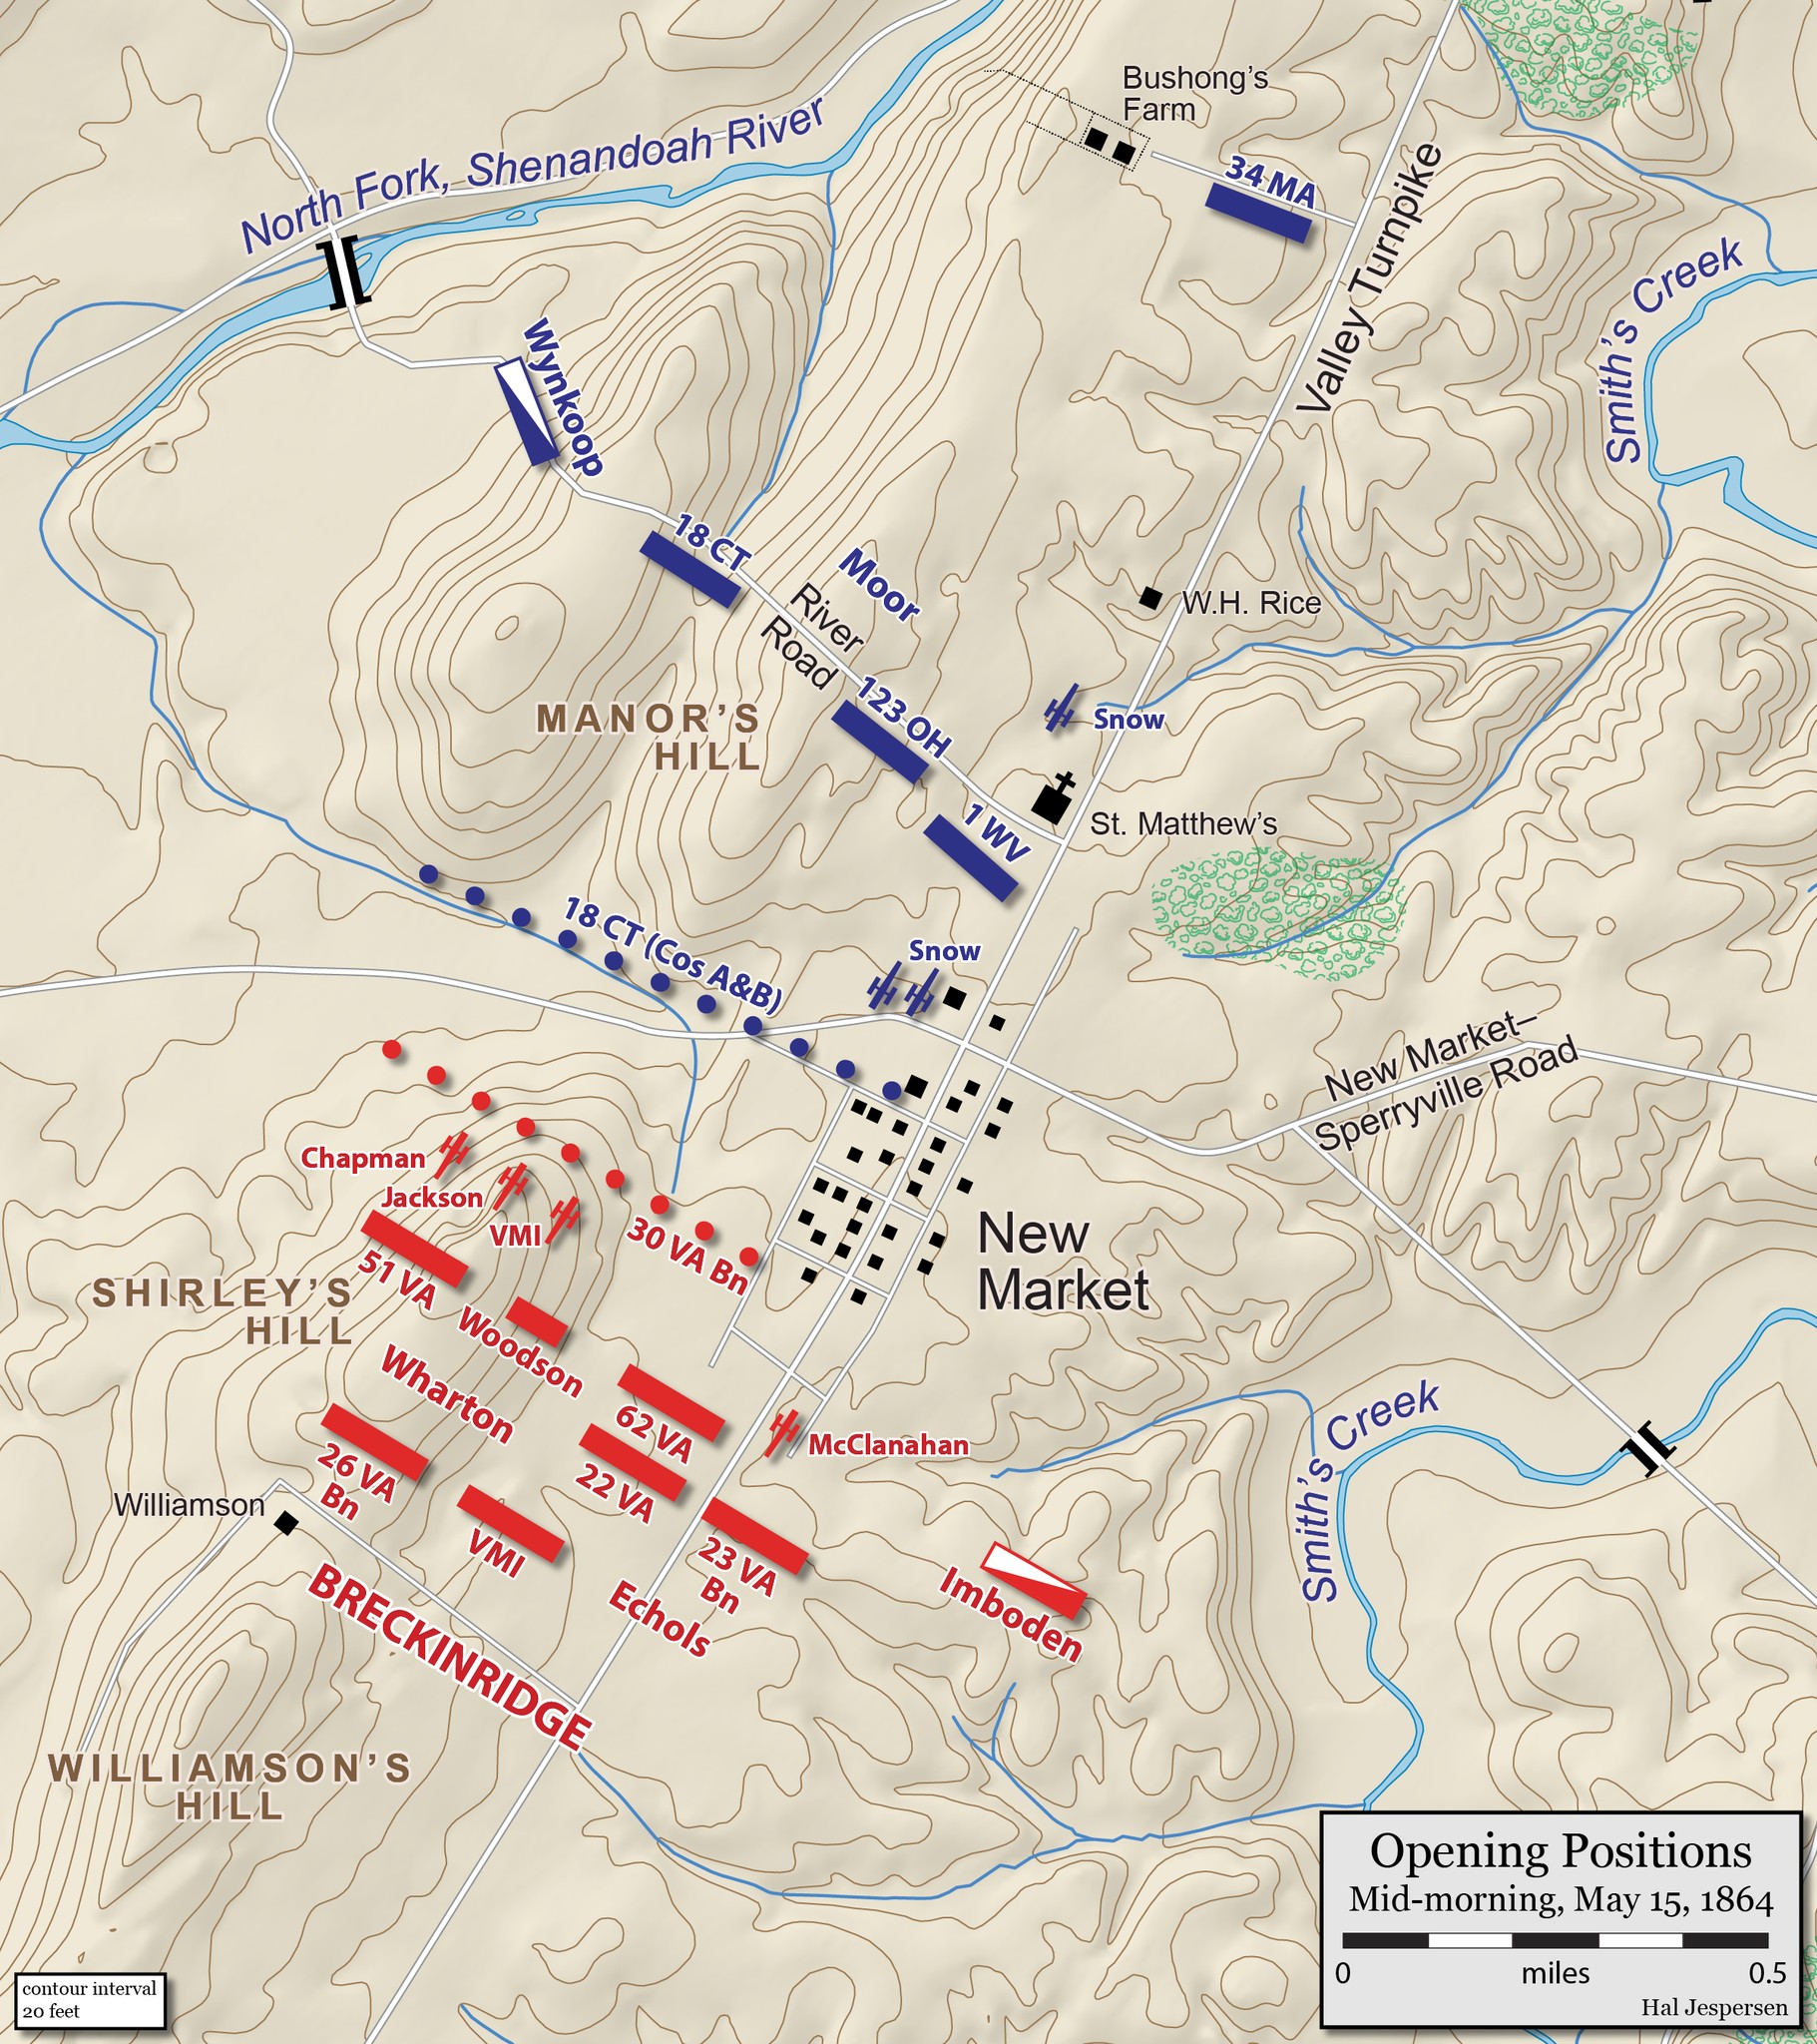 Bushong's
Farm
34 MA
North Fork, Shenandoah River
Valley Turnpike
Smith's Creek
Wynkoop
18 CT
Moor
River
Road
W.H. Rice
123 OH
MANOR'S
HILL
Snow
1 WV
St. Matthew's
18 CT (Cos A&B)
Snow
New Market–
Sperryville Road
Chapman
Jackson
VMI
30 VA Bn
New
Market
51 VA
SHIRLEY'S
HILL
Woodson
Wharton
62 VA
McClanahan
26 VA
Bn
22 VA
Smith's Creek
Williamson
VMI
23 VA
Bn
Imboden
Echols
BRECKINRIDGE
WILLIAMSON'S
HILL
Opening Positions
Mid-morning, May 15, 1864
0 miles 0.5
Hal Jespersen
contour interval
20 feet